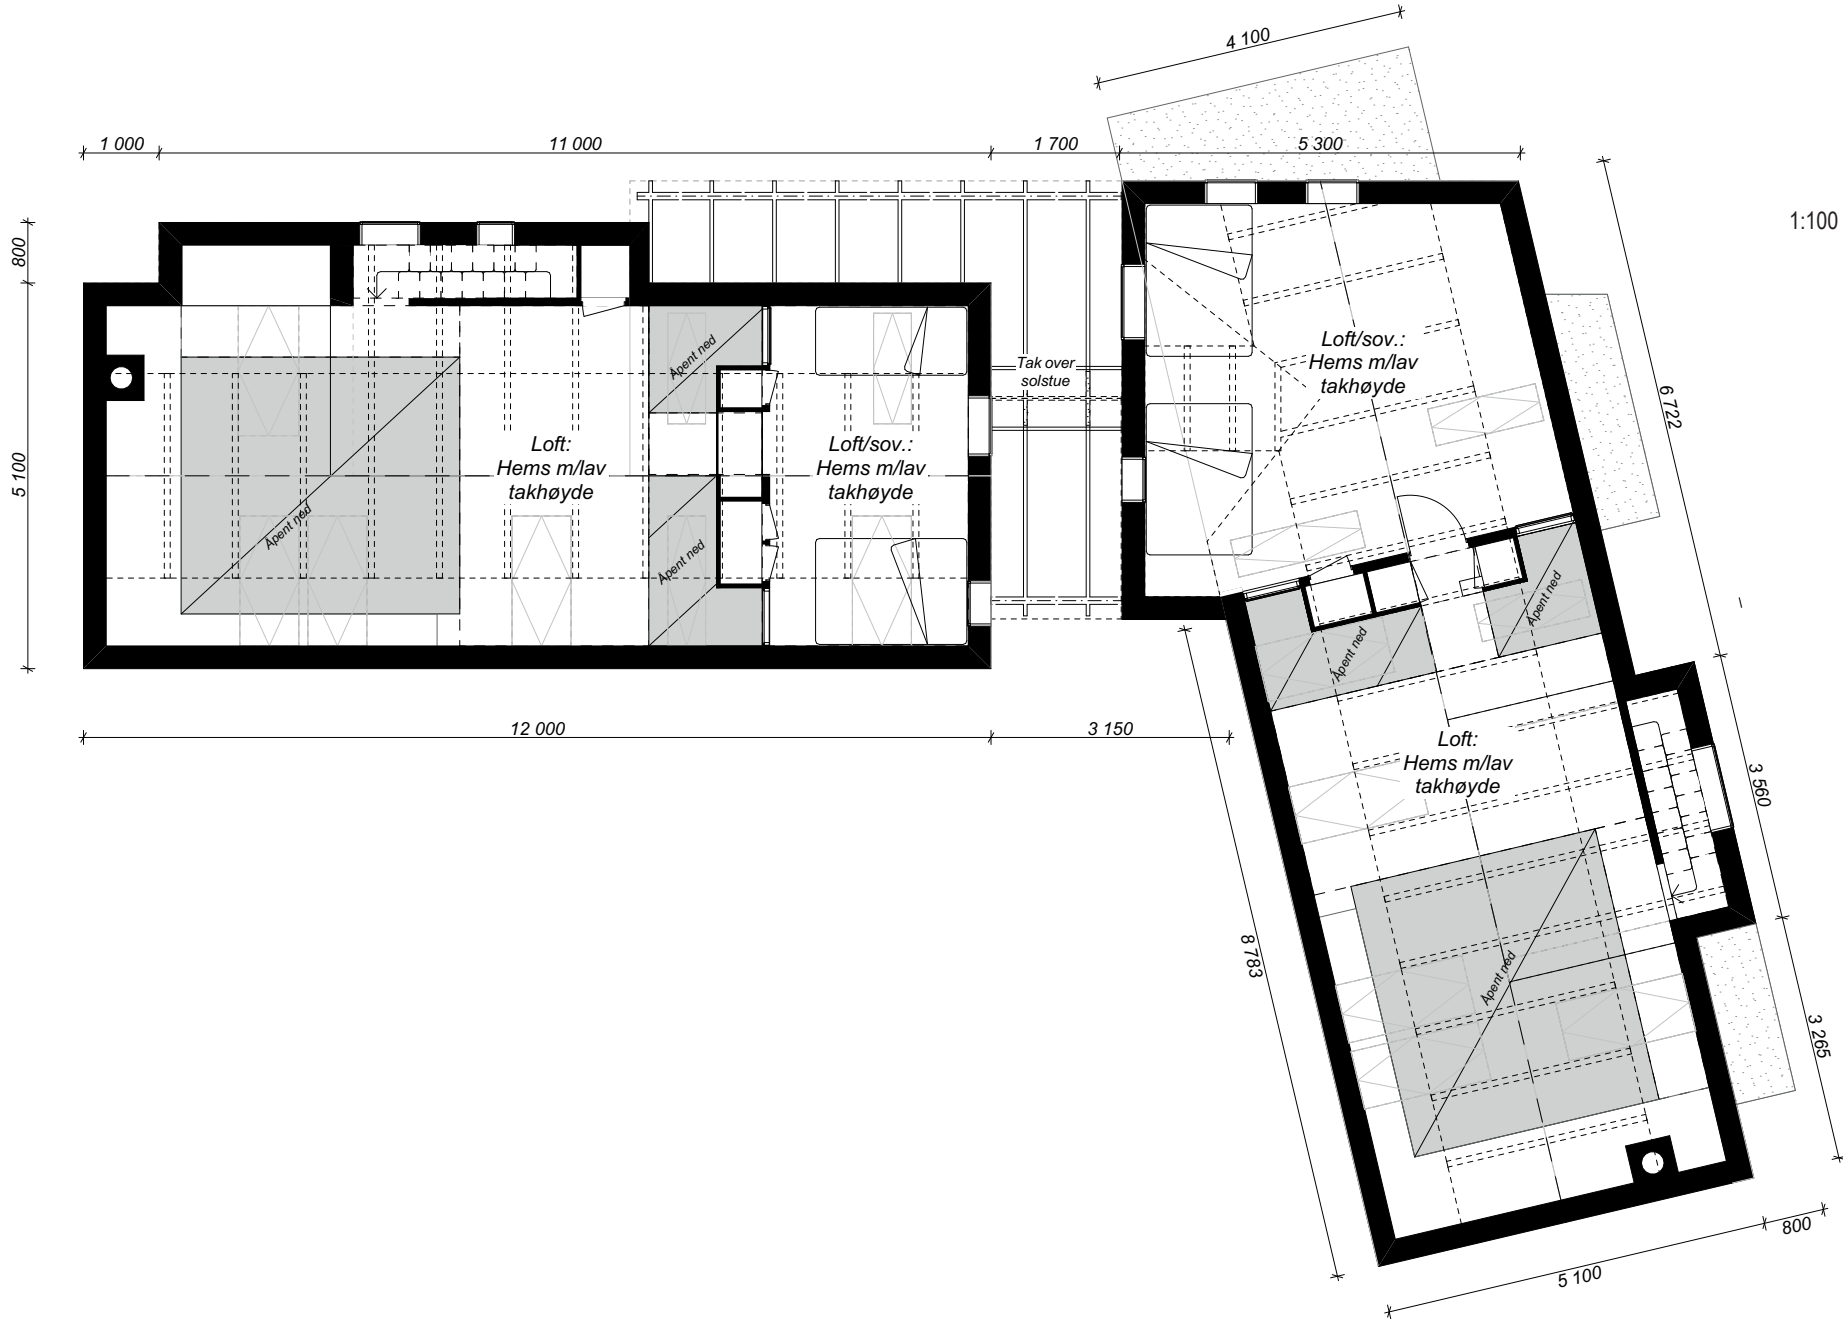 4 100
1 000
11 000
1 700
5 300
1:100
800
5 100
Åpent ned
Tak over
solstue
Loft/sov.:
Hems m/lav
takhøyde
6 722
Loft:
Hems m/lav
takhøyde
Loft/sov.:
Hems m/lav
takhøyde
Åpent ned
Åpent ned
Åpent ned
Åpent ned
12 000
3 150
Loft:
Hems m/lav
takhøyde
3 560
8 783
Åpent ned
3 265
5 100
800